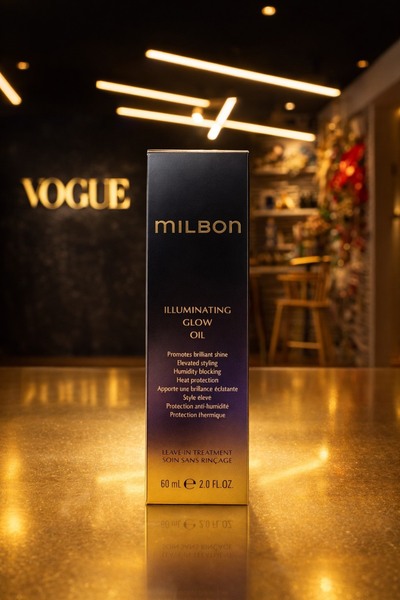 VOGUE
milbon
ILLUMINATING
GLOW
OIL
Promotes brilliant shine
Elevated styling
Humidity blocking
Heat protection
Apporte une brillance éclatante
Style élevé
Protection anti-humidité
Protection thermique
LEAVE-IN TREATMENT
SOIN SANS RINÇAGE
60 mL ℮ 2.0 FL.OZ.